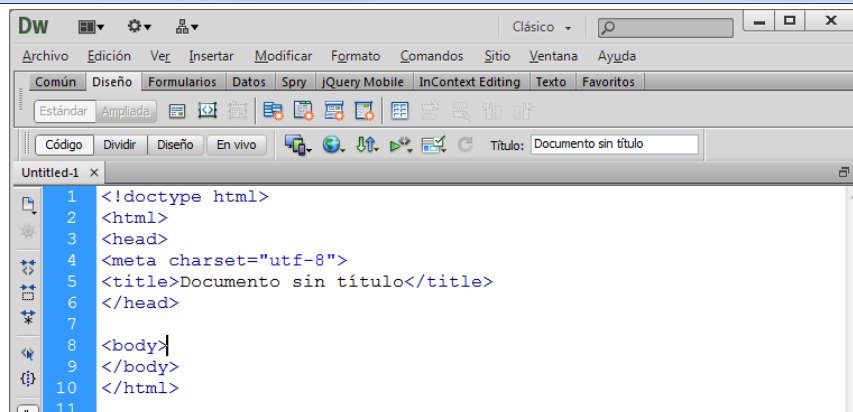 Dw Clásico
Archivo Edición Ver Insertar Modificar Formato Comandos Sitio Ventana Ayuda
Común Diseño Formularios Datos Spry jQuery Mobile InContext Editing Texto Favoritos
Estándar Ampliada
Código Dividir Diseño En vivo Título: Documento sin título
Untitled-1 ×
1 <!doctype html>
2 <html>
3 <head>
4 <meta charset="utf-8">
5 <title>Documento sin título</title>
6 </head>
7
8 <body>
9 </body>
10 </html>
11